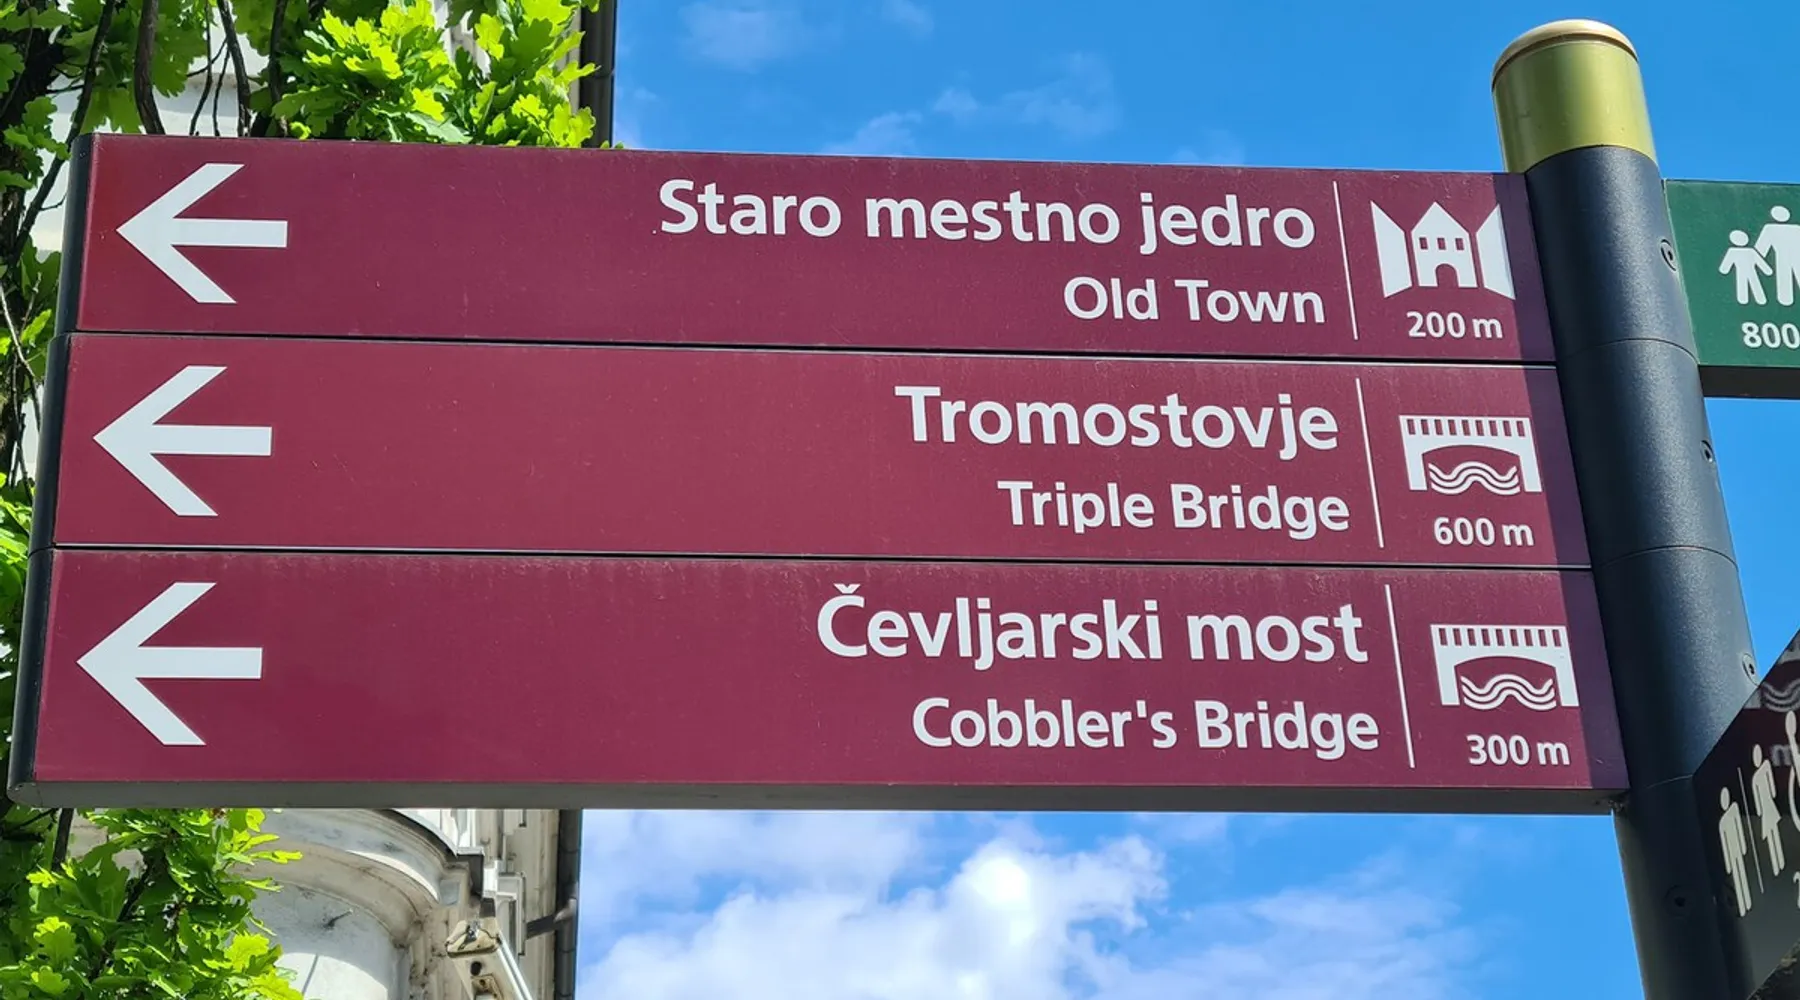 Staro mestno jedro
Old Town
200 m
Tromostovje
Triple Bridge
600 m
Čevljarski most
Cobbler's Bridge
300 m
800